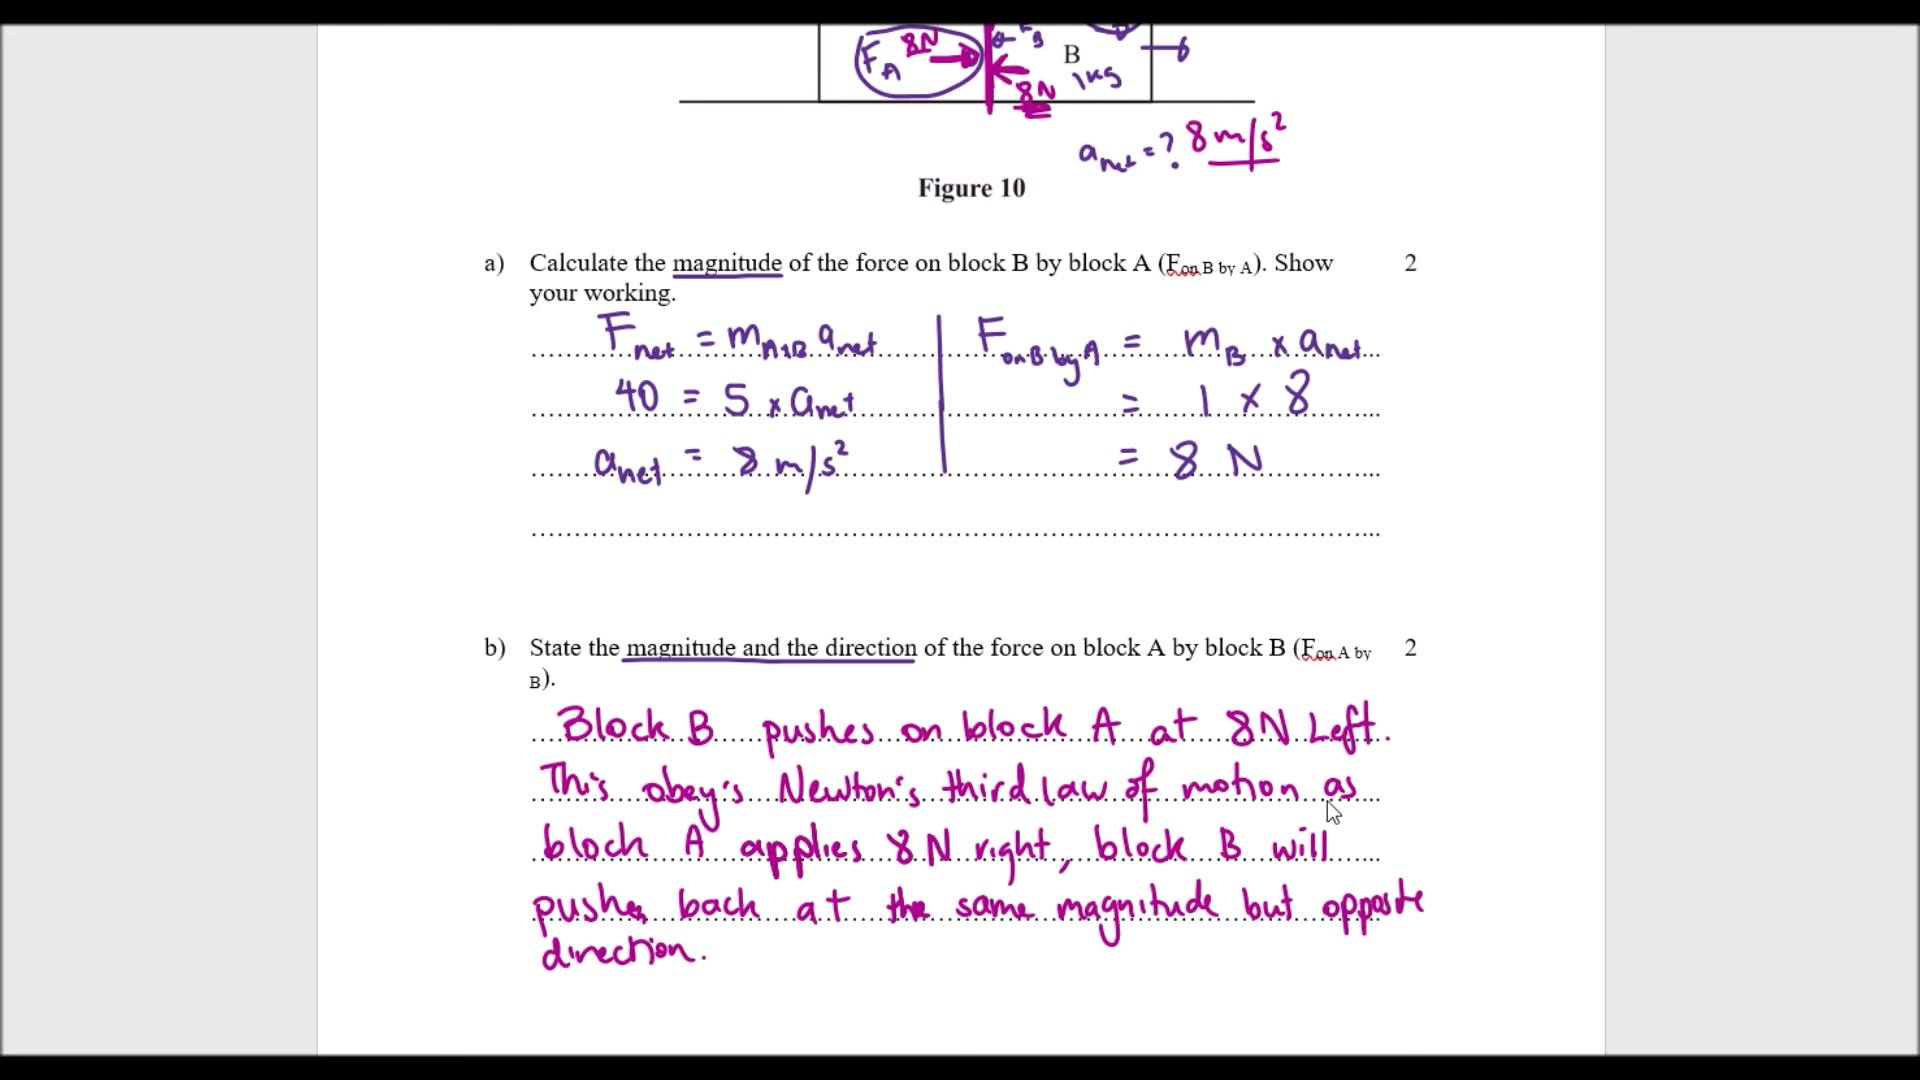 F_A 8N
B
1kg
8N
a_net = ? 8 m/s²
Figure 10
a) Calculate the magnitude of the force on block B by block A (F on B by A). Show 2
your working.
F_net = m_A+B a_net
40 = 5 x a_net
a_net = 8 m/s²
F_on B by A = m_B x a_net
= 1 x 8
= 8 N
b) State the magnitude and the direction of the force on block A by block B (F on A by 2
B).
Block B pushes on block A at 8N Left.
This obey's Newton's third law of motion as
block A applies 8N right, block B will
pushes back at the same magnitude but opposite
direction.